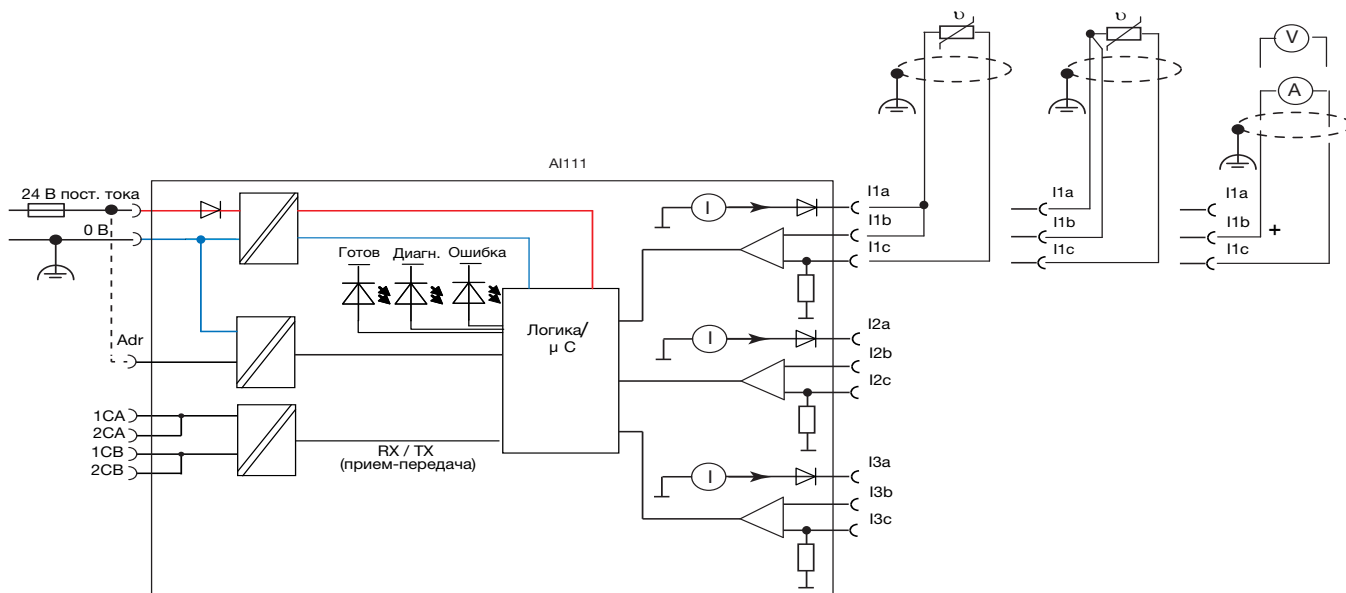 V
A
AI111
24 В пост. тока
0 В
Adr
1CA
2CA
1CB
2CB
Готов
Диагн.
Ошибка
Логика/
µ C
RX / TX
(прием-передача)
I
I1a
I1b
I1c
I
I2a
I2b
I2c
I
I3a
I3b
I3c
I1a
I1b
I1c
I1a
I1b
+
I1c